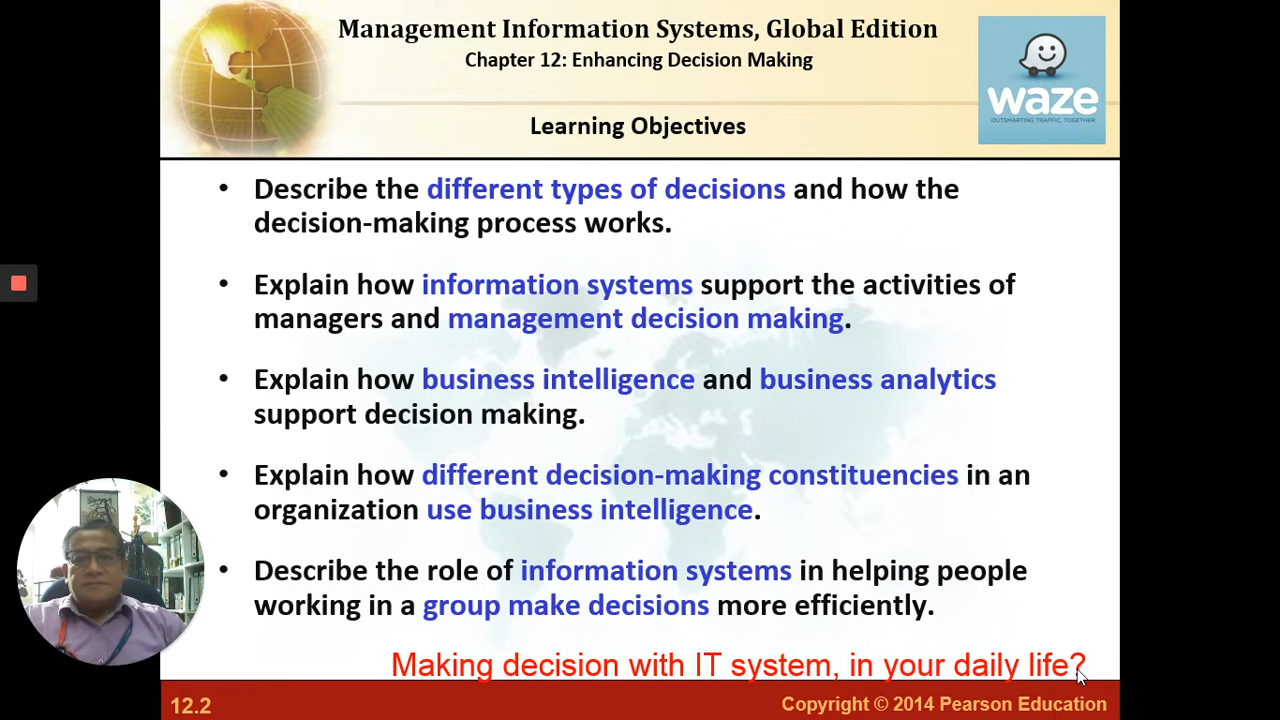 Management Information Systems, Global Edition
Chapter 12: Enhancing Decision Making
waze
OUTSMARTING TRAFFIC, TOGETHER
Learning Objectives
• Describe the different types of decisions and how the
decision-making process works.
• Explain how information systems support the activities of
managers and management decision making.
• Explain how business intelligence and business analytics
support decision making.
• Explain how different decision-making constituencies in an
organization use business intelligence.
• Describe the role of information systems in helping people
working in a group make decisions more efficiently.
Making decision with IT system, in your daily life?
12.2
Copyright © 2014 Pearson Education